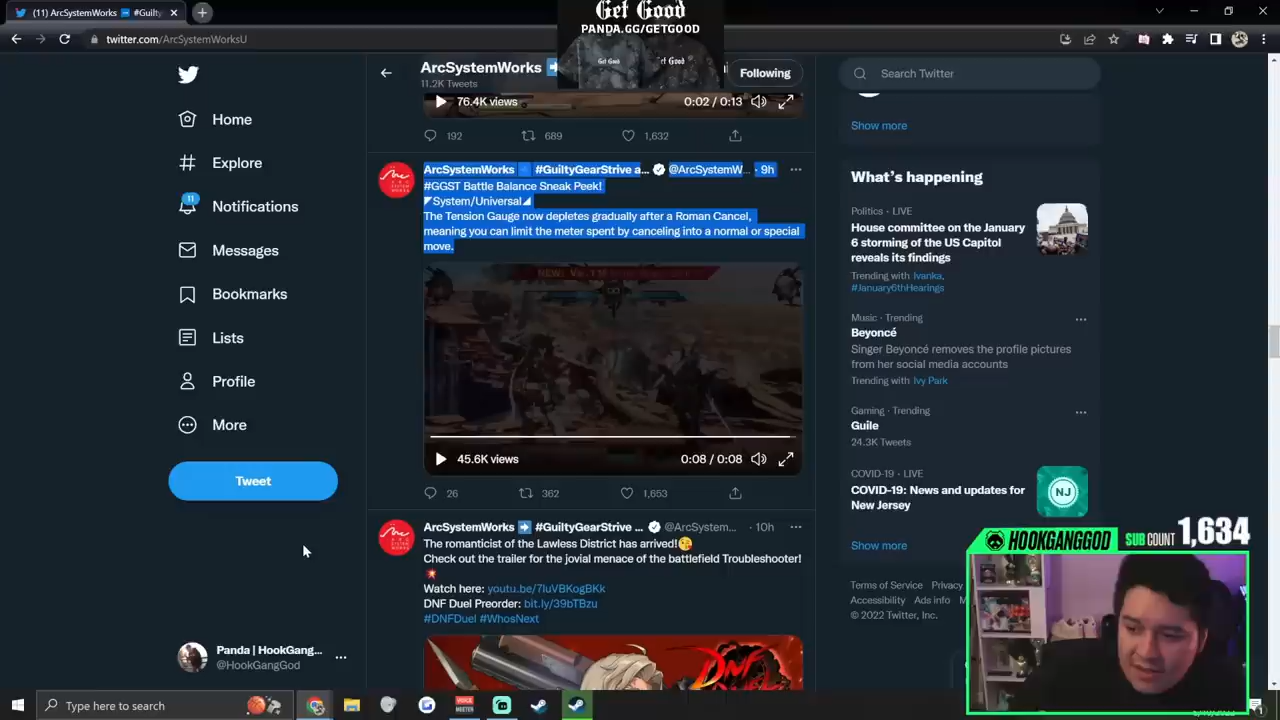 (11) ArcSystemWorks ➡ #Guilty
twitter.com/ArcSystemWorksU
Get Good
PANDA.GG/GETGOOD
Get Good
Get Good
ArcSystemWorks
11.2K Tweets
Following
Search Twitter
Home
Explore
11
Notifications
Messages
Bookmarks
Lists
Profile
More
Tweet
Panda | HookGang...
@HookGangGod
76.4K views
0:02 / 0:13
192
689
1,632
ArcSystemWorks ➡ #GuiltyGearStrive a... @ArcSystemW... · 9h
#GGST Battle Balance Sneak Peek!
◤System/Universal◢
The Tension Gauge now depletes gradually after a Roman Cancel,
meaning you can limit the meter spent by canceling into a normal or special
move.
45.6K views
0:08 / 0:08
26
362
1,653
ArcSystemWorks ➡ #GuiltyGearStrive ... @ArcSystem... · 10h
The romanticist of the Lawless District has arrived!😘
Check out the trailer for the jovial menace of the battlefield Troubleshooter!
💥
Watch here: youtu.be/7luVBKogBKk
DNF Duel Preorder: bit.ly/39bTBzu
#DNFDuel #WhosNext
DNF
Show more
What's happening
Politics · LIVE
House committee on the January
6 storming of the US Capitol
reveals its findings
Trending with Ivanka,
#January6thHearings
Music · Trending
Beyoncé
Singer Beyoncé removes the profile pictures
from her social media accounts
Trending with Ivy Park
Gaming · Trending
Guile
24.3K Tweets
COVID-19 · LIVE
COVID-19: News and updates for
New Jersey
NJ
Show more
Terms of Service Privacy
Accessibility Ads info
© 2022 Twitter, Inc.
HOOKGANGGOD
SUB COUNT 1,634
Type here to search
VOICE
MEETER